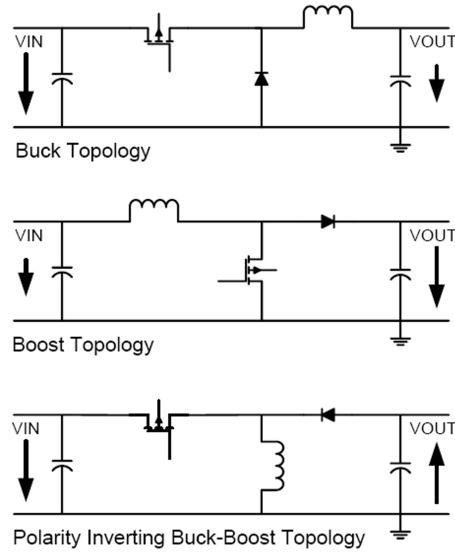 VIN
VOUT
Buck Topology
VIN
VOUT
Boost Topology
VIN
VOUT
Polarity Inverting Buck-Boost Topology